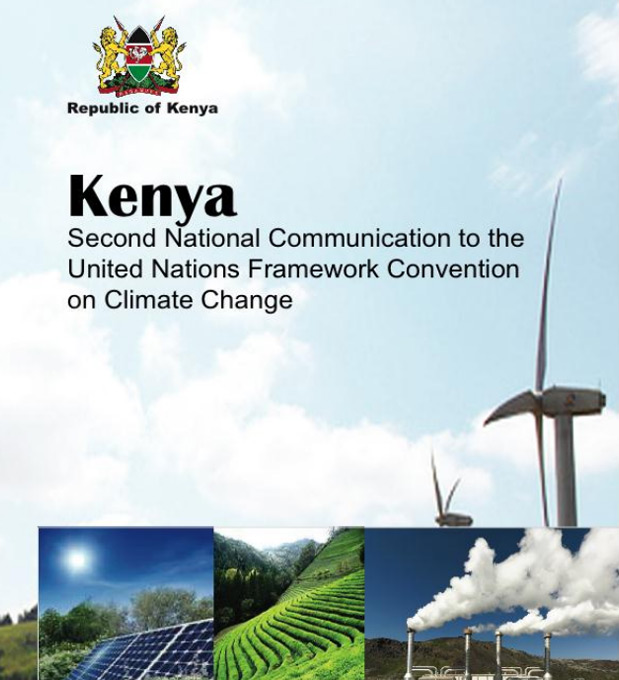 Republic of Kenya
Kenya
Second National Communication to the
United Nations Framework Convention
on Climate Change